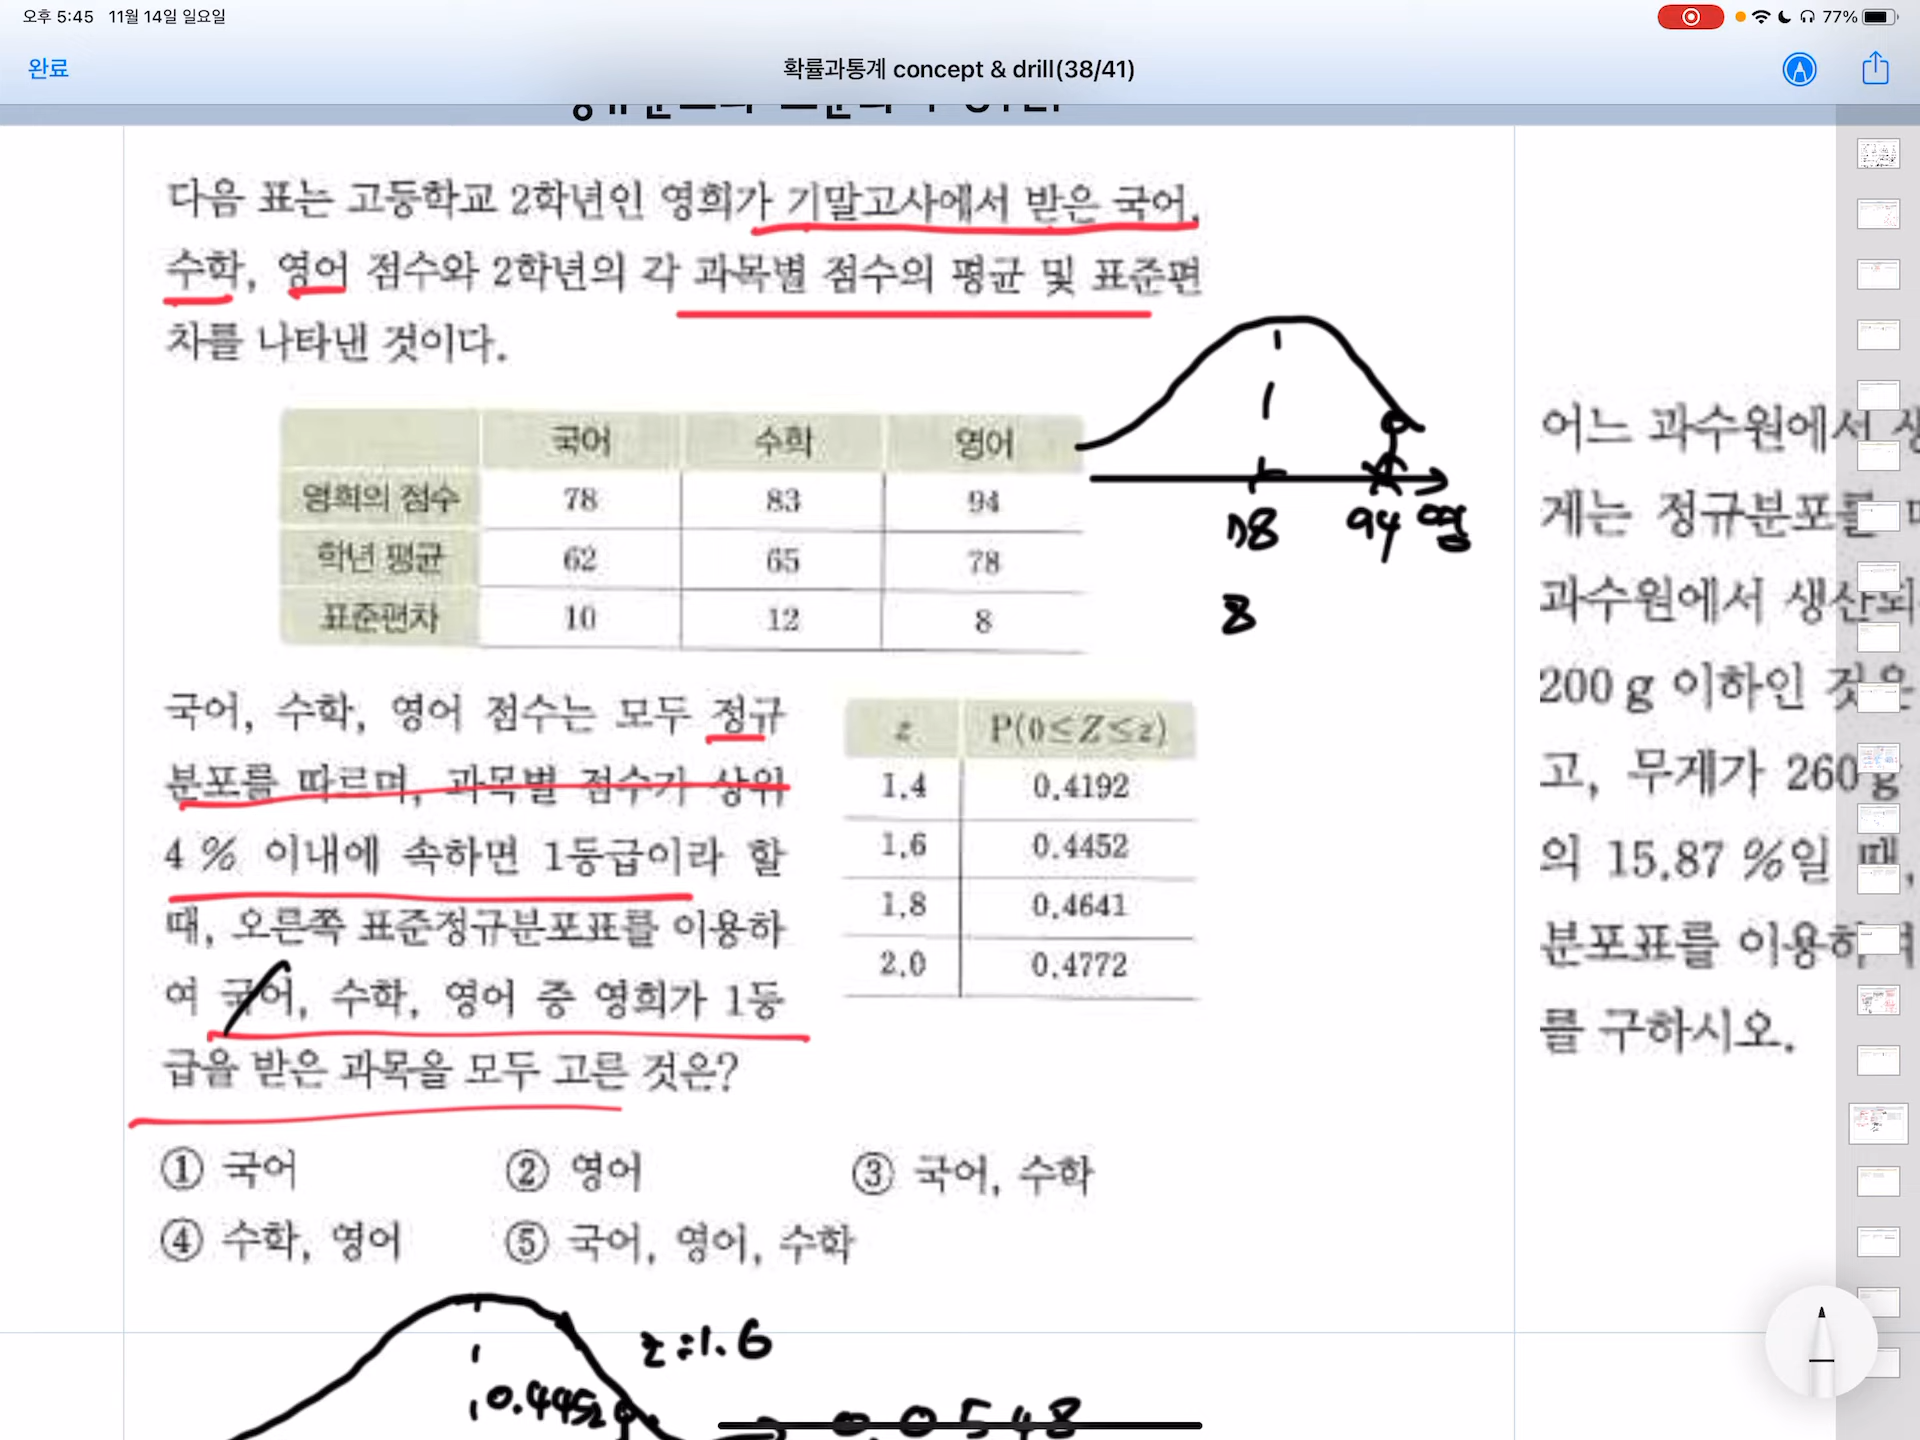 오후 5:45 11월 14일 일요일
77%
완료
확률과통계 concept & drill(38/41)
다음 표는 고등학교 2학년인 영희가 기말고사에서 받은 국어,
수학, 영어 점수와 2학년의 각 과목별 점수의 평균 및 표준편
차를 나타낸 것이다.
국어 수학 영어
영희의 점수 78 83 94
학년 평균 62 65 78
표준편차 10 12 8
78 94
8
국어, 수학, 영어 점수는 모두 정규
분포를 따르며, 과목별 점수가 상위
4 % 이내에 속하면 1등급이라 할
때, 오른쪽 표준정규분포표를 이용하
여 국어, 수학, 영어 중 영희가 1등
급을 받은 과목을 모두 고른 것은?
z P(0≤Z≤z)
1.4 0.4192
1.6 0.4452
1.8 0.4641
2.0 0.4772
① 국어 ② 영어 ③ 국어, 수학
④ 수학, 영어 ⑤ 국어, 영어, 수학
z=1.6
0.4452
0.0548
어느 과수원에서
게는 정규분포를
과수원에서 생산되
200 g 이하인 것은
고, 무게가 260 g
의 15.87 %일 때,
분포표를 이용하여
를 구하시오.